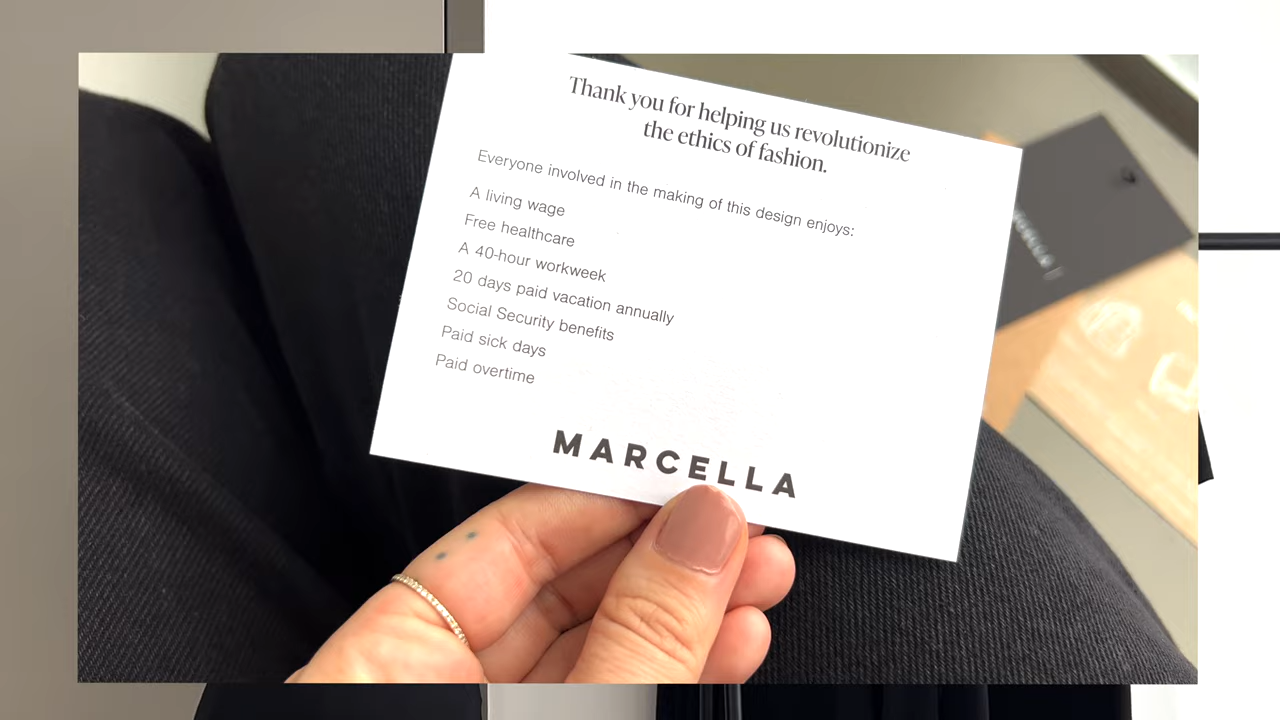 Thank you for helping us revolutionize
the ethics of fashion.
Everyone involved in the making of this design enjoys:
A living wage
Free healthcare
A 40-hour workweek
20 days paid vacation annually
Social Security benefits
Paid sick days
Paid overtime
MARCELLA